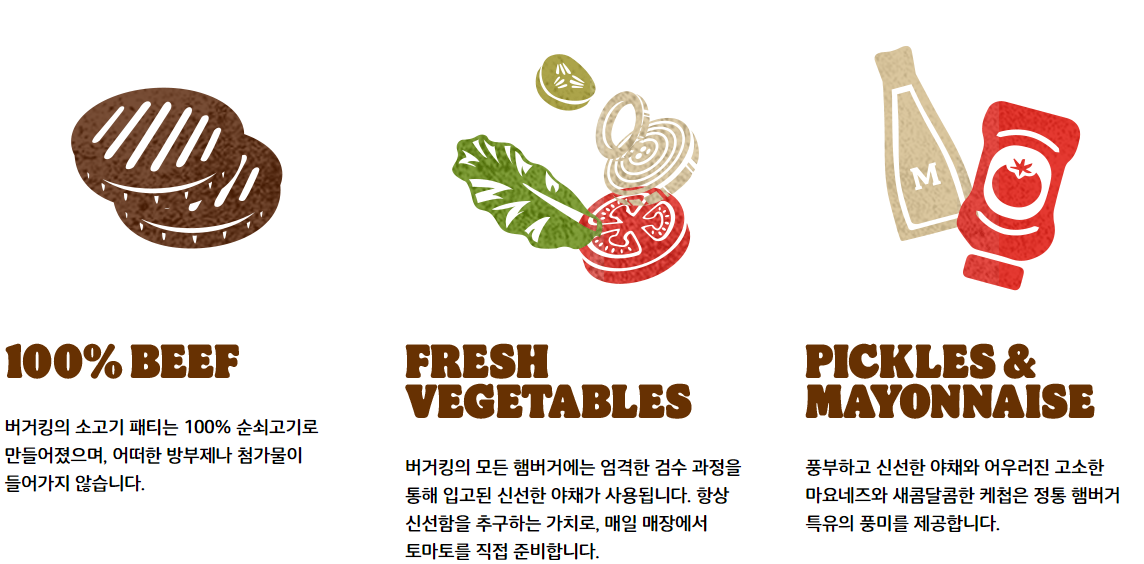 M
100% BEEF
버거킹의 소고기 패티는 100% 순쇠고기로
만들어졌으며, 어떠한 방부제나 첨가물이
들어가지 않습니다.
FRESH
VEGETABLES
버거킹의 모든 햄버거에는 엄격한 검수 과정을
통해 입고된 신선한 야채가 사용됩니다. 항상
신선함을 추구하는 가치로, 매일 매장에서
토마토를 직접 준비합니다.
PICKLES &
MAYONNAISE
풍부하고 신선한 야채와 어우러진 고소한
마요네즈와 새콤달콤한 케첩은 정통 햄버거
특유의 풍미를 제공합니다.